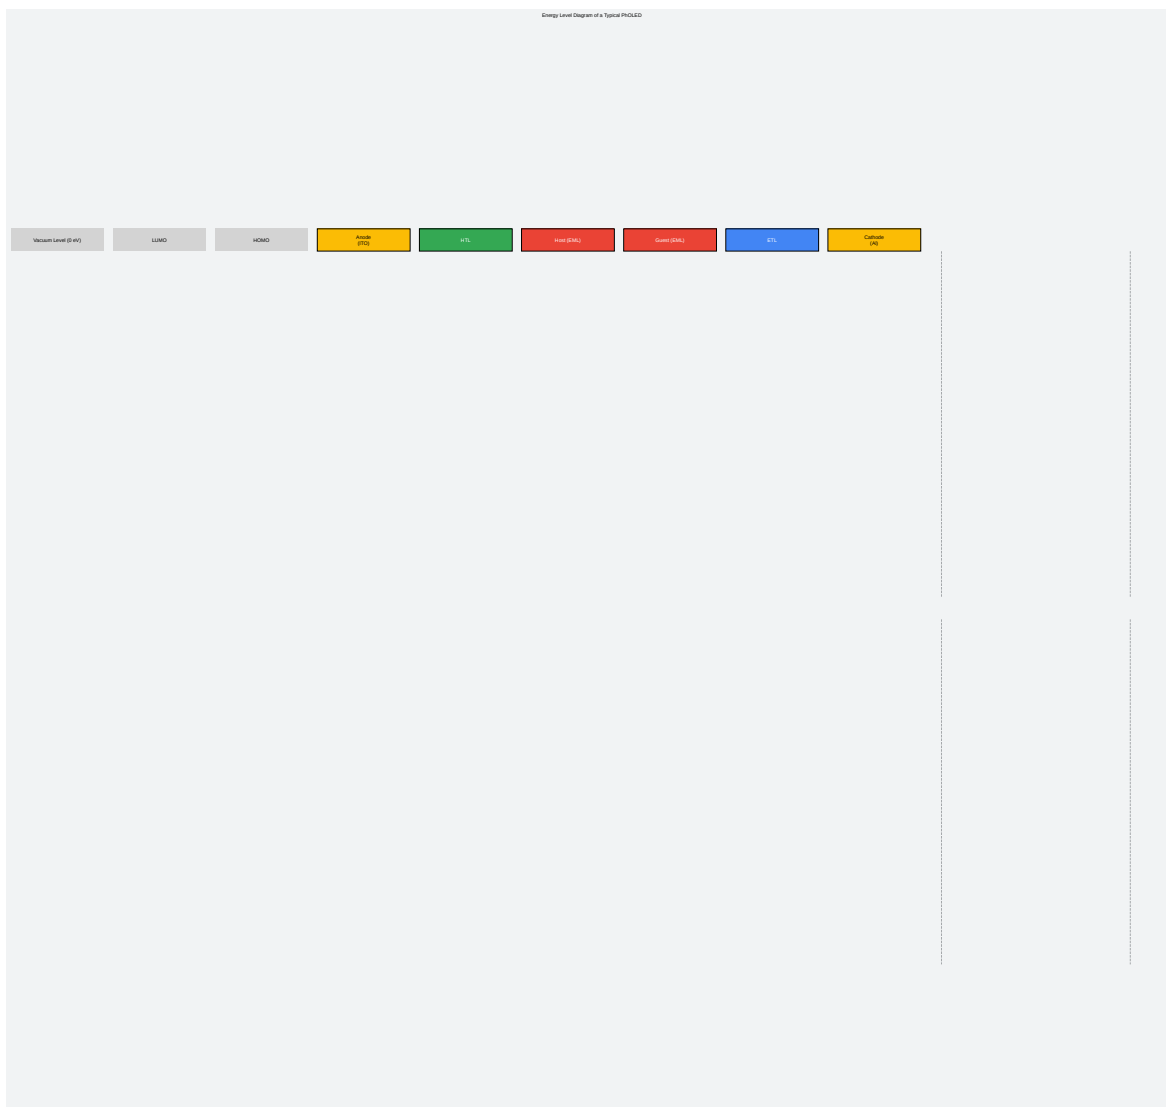 Energy Level Diagram of a Typical PhOLED
Vacuum Level (0 eV)
LUMO
HOMO
Anode
(ITO)
HTL
Host (EML)
Guest (EML)
ETL
Cathode
(Al)